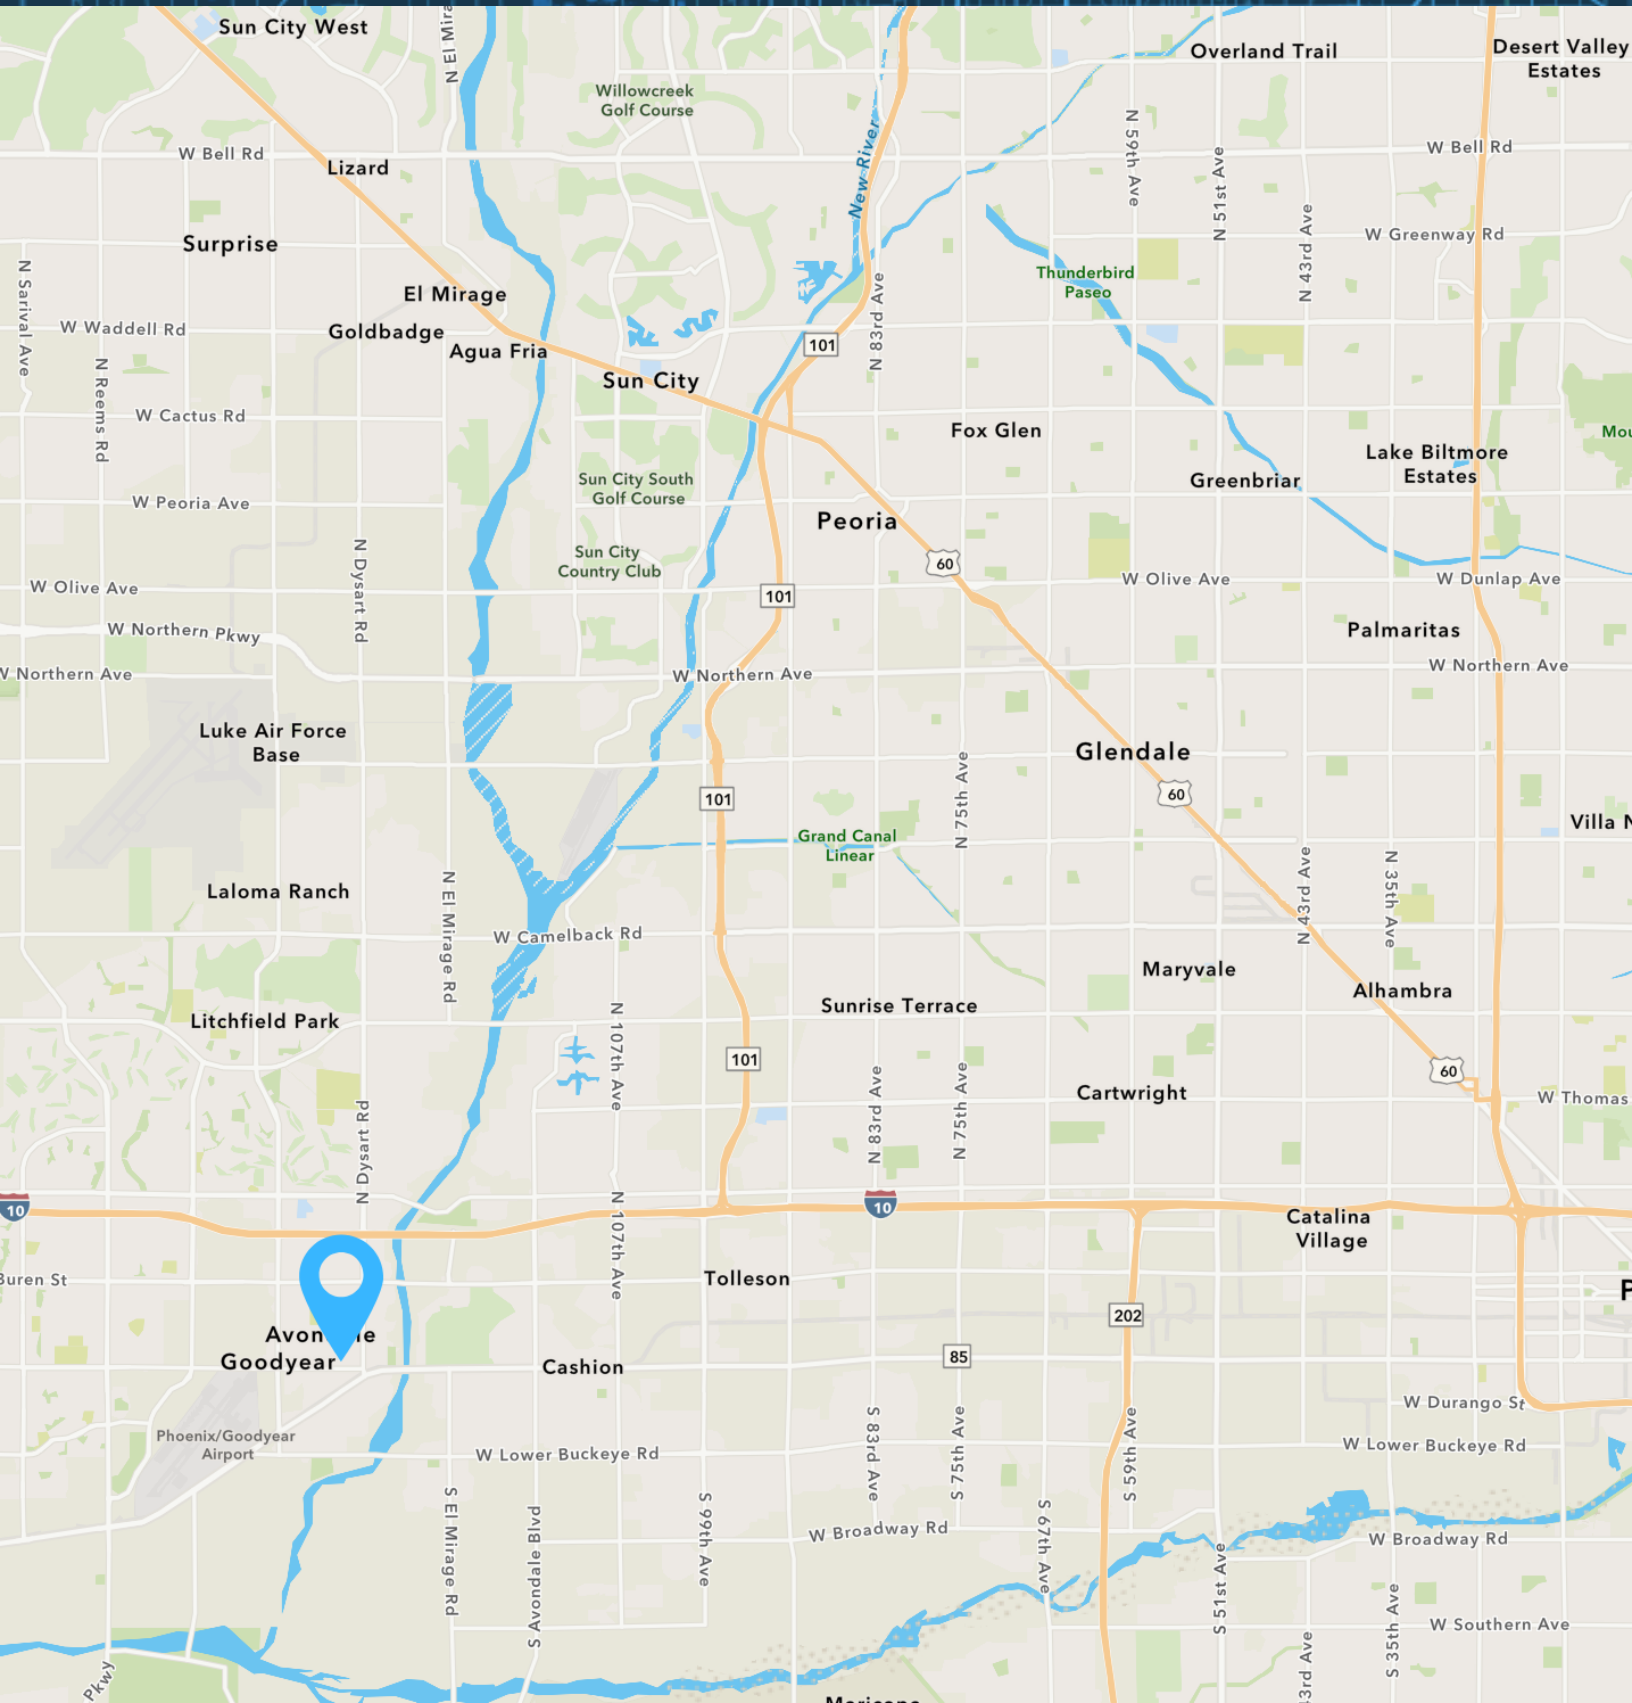 Sun City West
N El Mira
Overland Trail
Desert Valley
Estates
Willowcreek
Golf Course
N 59th Ave
W Bell Rd
Lizard
New River
N 51st Ave
W Bell Rd
Surprise
N 43rd Ave
W Greenway Rd
N Sarival Ave
El Mirage
Thunderbird
Paseo
N 83rd Ave
W Waddell Rd
Goldbadge
Agua Fria
101
N Reems Rd
Sun City
W Cactus Rd
Fox Glen
Mou
Lake Biltmore
Estates
Sun City South
Golf Course
Greenbriar
W Peoria Ave
Peoria
Sun City
Country Club
60
N Dysart Rd
W Olive Ave
101
W Olive Ave
W Dunlap Ave
W Northern Pkwy
Palmaritas
W Northern Ave
W Northern Ave
W Northern Ave
Luke Air Force
Base
Glendale
101
N 75th Ave
60
Grand Canal
Linear
Villa N
Laloma Ranch
N El Mirage Rd
N 43rd Ave
N 35th Ave
W Camelback Rd
Maryvale
Alhambra
Litchfield Park
Sunrise Terrace
N 107th Ave
101
60
Cartwright
W Thomas
N Dysart Rd
N 83rd Ave
N 75th Ave
10
10
N 107th Ave
Catalina
Village
Buren St
Tolleson
P
202
Avon le
Goodyear
Cashion
85
W Durango St
Phoenix/Goodyear
Airport
W Lower Buckeye Rd
S 83rd Ave
S 75th Ave
S 59th Ave
W Lower Buckeye Rd
S El Mirage Rd
S Avondale Blvd
S 99th Ave
W Broadway Rd
S 67th Ave
S 51st Ave
W Broadway Rd
S 35th Ave
W Southern Ave
Pkwy
43rd Ave
Maricopa